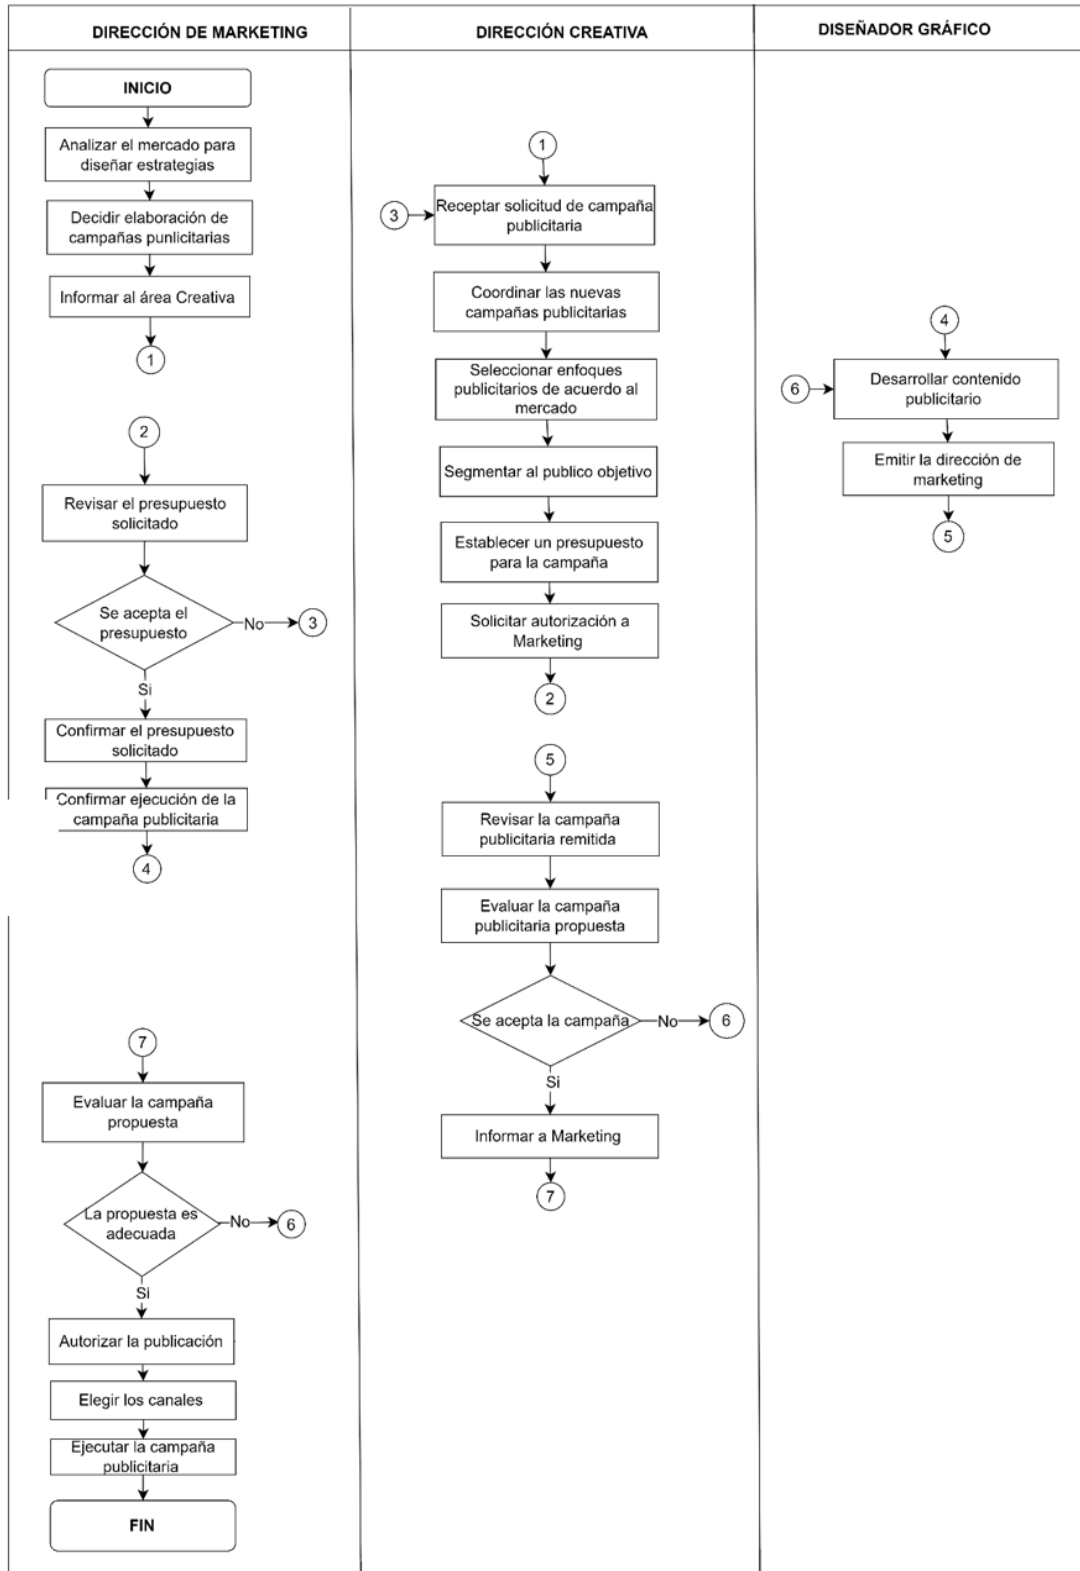 DIRECCIÓN DE MARKETING
DIRECCIÓN CREATIVA
DISEÑADOR GRÁFICO
INICIO
Analizar el mercado para
diseñar estrategias
Decidir elaboración de
campañas punlicitarias
Informar al área Creativa
1
2
Revisar el presupuesto
solicitado
Se acepta el
presupuesto
No
3
Si
Confirmar el presupuesto
solicitado
Confirmar ejecución de la
campaña publicitaria
4
7
Evaluar la campaña
propuesta
La propuesta es
adecuada
No
6
Si
Autorizar la publicación
Elegir los canales
Ejecutar la campaña
publicitaria
FIN
1
3
Receptar solicitud de campaña
publicitaria
Coordinar las nuevas
campañas publicitarias
Seleccionar enfoques
publicitarios de acuerdo al
mercado
Segmentar al publico objetivo
Establecer un presupuesto
para la campaña
Solicitar autorización a
Marketing
2
5
Revisar la campaña
publicitaria remitida
Evaluar la campaña
publicitaria propuesta
Se acepta la campaña
No
6
Si
Informar a Marketing
7
4
6
Desarrollar contenido
publicitario
Emitir la dirección de
marketing
5